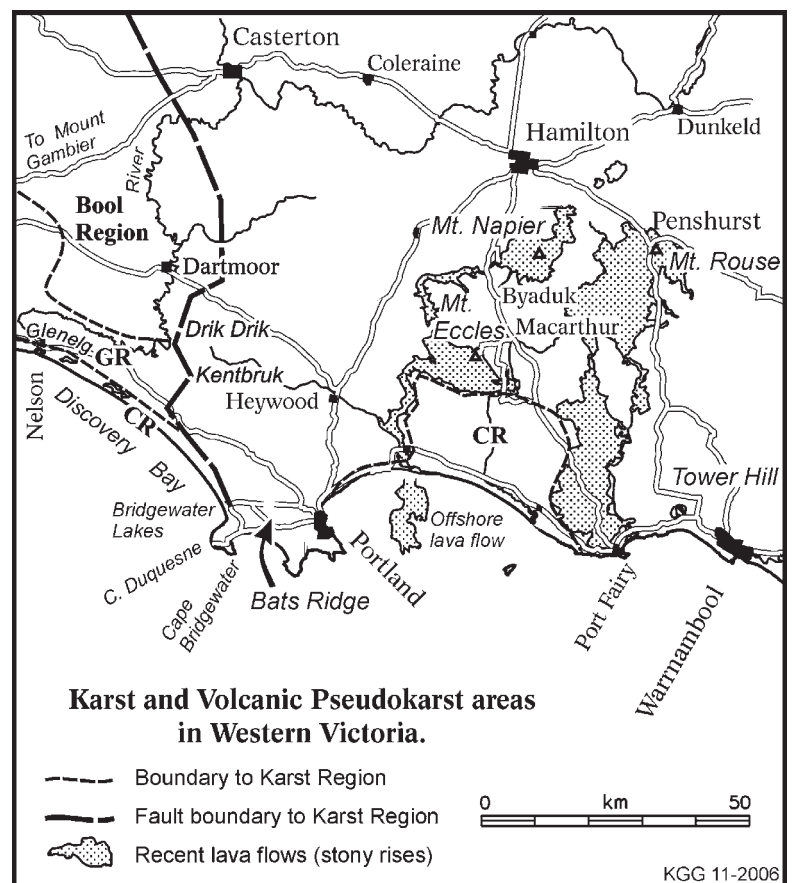 Casterton
Coleraine
Hamilton
Dunkeld
To Mount
Gambier
River
Bool
Region
Mt. Napier
Penshurst
Mt. Rouse
Dartmoor
Byaduk
Mt.
Eccles
Macarthur
Drik Drik
Glenelg
GR
Kentbruk
Heywood
Nelson
CR
CR
Discovery Bay
Tower Hill
Bridgewater
Lakes
Offshore
lava flow
C. Duquesne
Cape
Bridgewater
Portland
Bats Ridge
Port Fairy
Warrnambool
Karst and Volcanic Pseudokarst areas
in Western Victoria.
Boundary to Karst Region
Fault boundary to Karst Region
Recent lava flows (stony rises)
0 km 50
KGG 11-2006